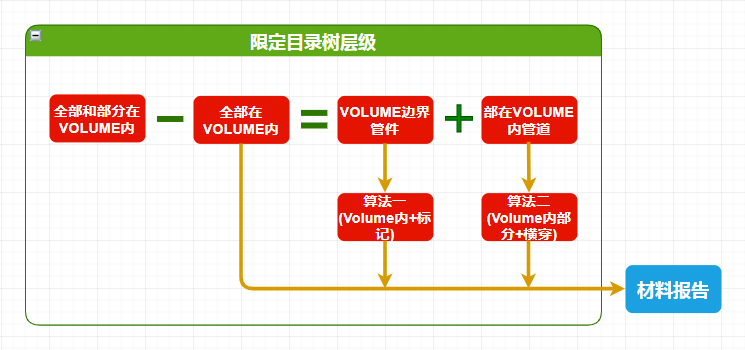 限定目录树层级
全部和部分在
VOLUME内
全部在
VOLUME内
VOLUME边界
管件
部在VOLUME
内管道
算法一
(Volume内+标
记)
算法二
(Volume内部
分+横穿)
材料报告